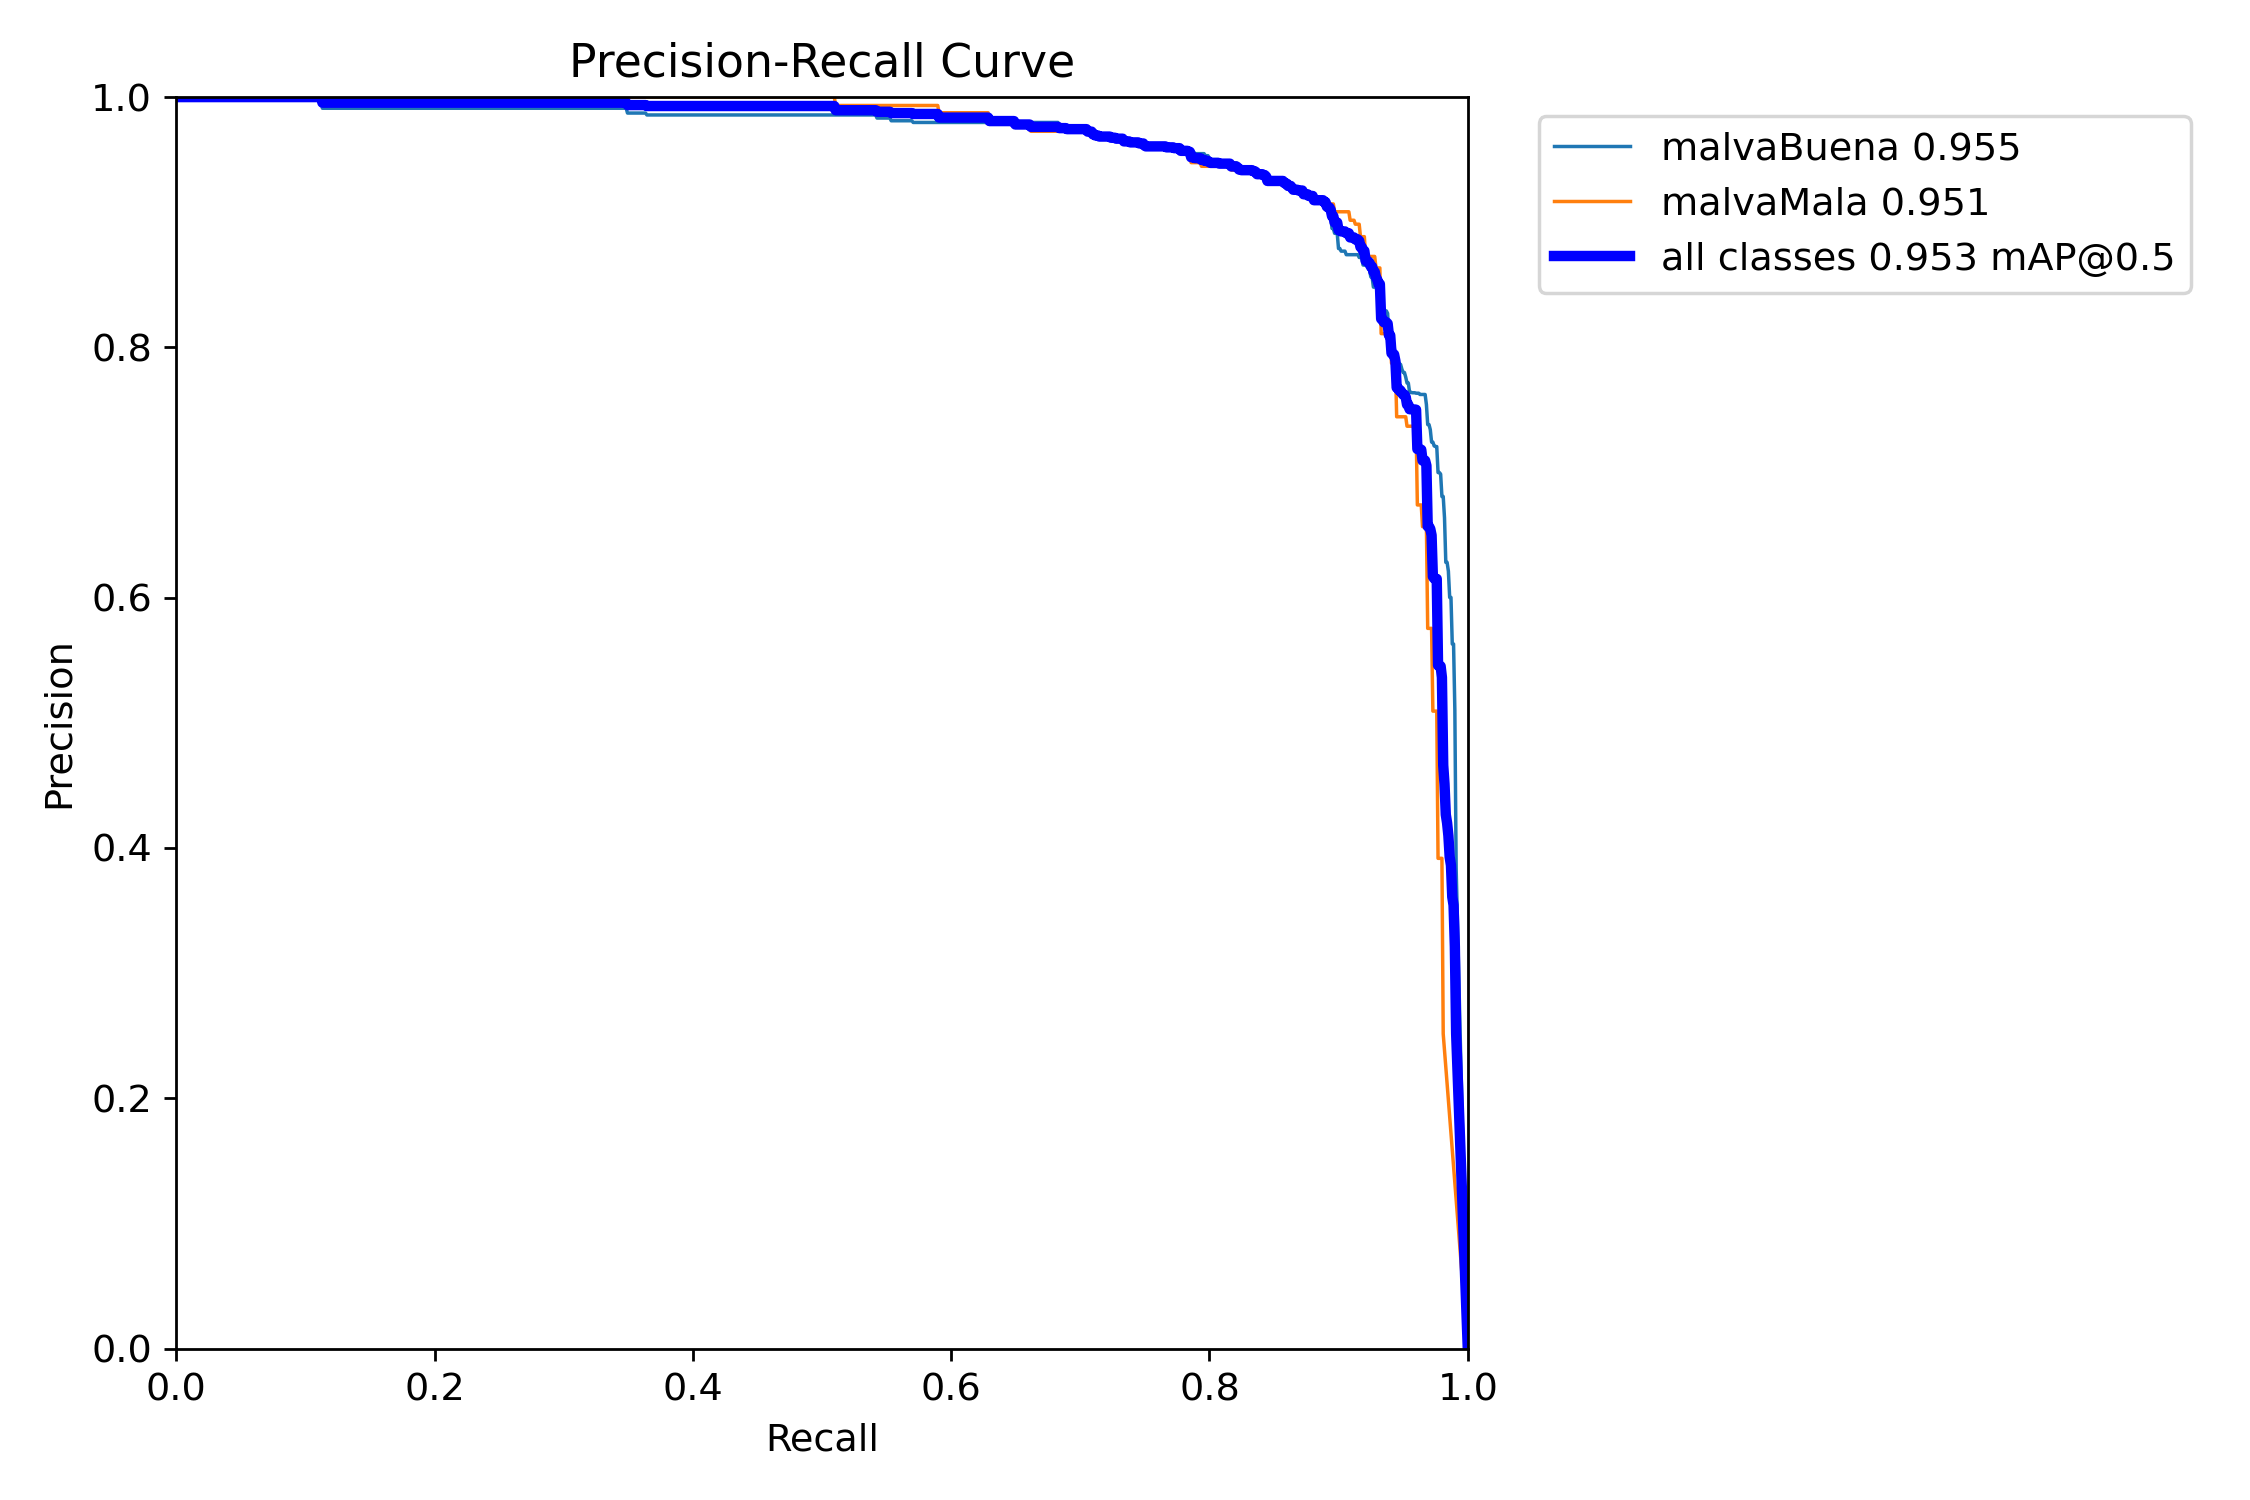 Precision-Recall Curve
malvaBuena 0.955
malvaMala 0.951
all classes 0.953 mAP@0.5
1.0
0.8
0.6
0.4
0.2
0.0
Precision
0.0 0.2 0.4 0.6 0.8 1.0
Recall